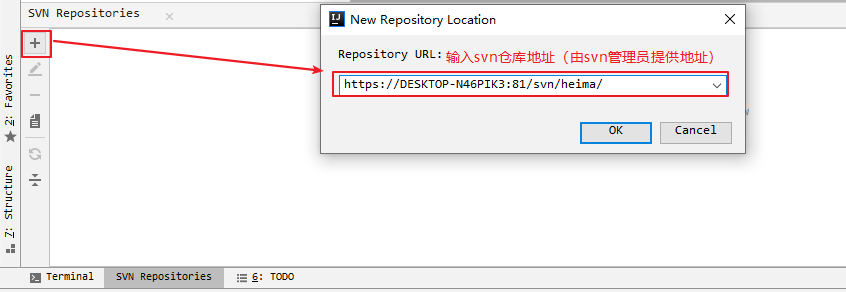 SVN Repositories
New Repository Location
Repository URL: 输入svn仓库地址（由svn管理员提供地址）
https://DESKTOP-N46PIK3:81/svn/heima/
OK
Cancel
2: Favorites
Z: Structure
Terminal
SVN Repositories
6: TODO